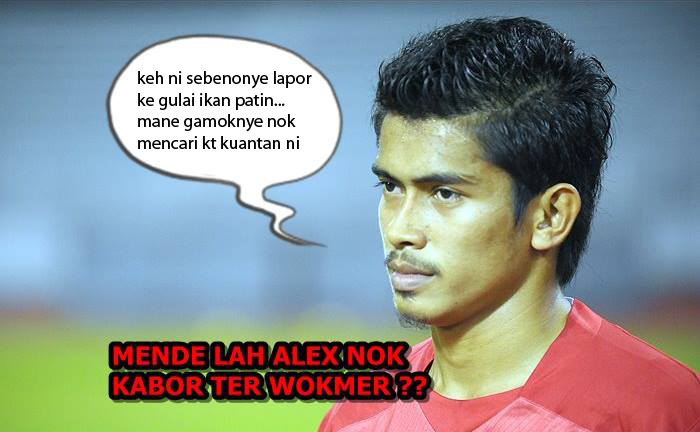 keh ni sebenonye lapor
ke gulai ikan patin...
mane gamoknye nok
mencari kt kuantan ni
MENDE LAH ALEX NOK
KABOR TER WOKMER ??